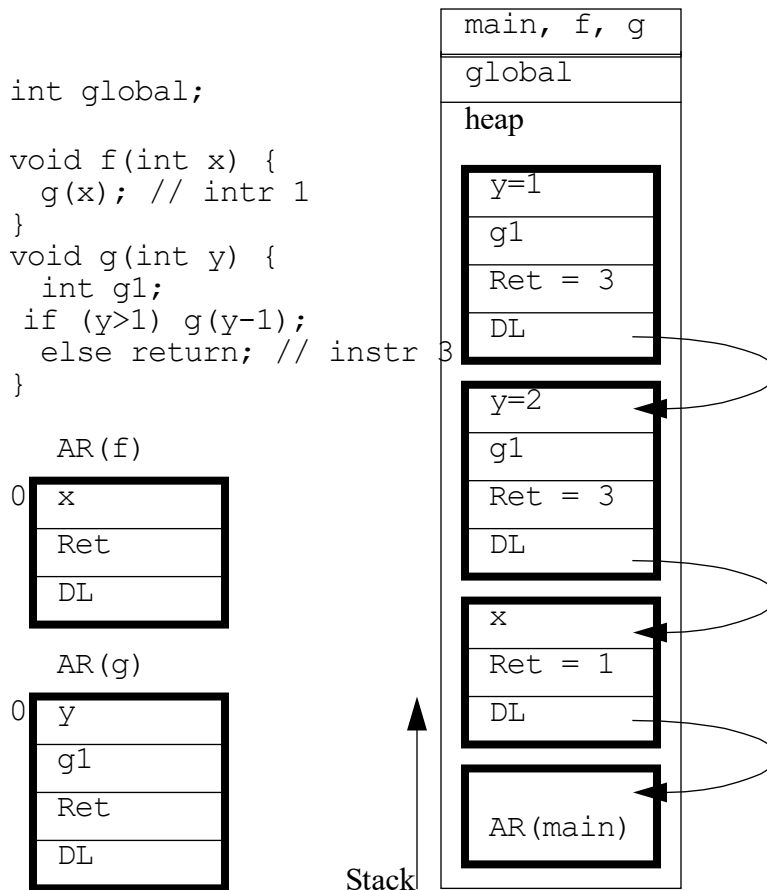 int global;
void f(int x) {
g(x); // intr 1
}
void g(int y) {
int g1;
if (y>1) g(y-1);
else return; // instr 3
}
AR(f)
0
x
Ret
DL
AR(g)
0
y
g1
Ret
DL
main, f, g
global
heap
y=1
g1
Ret = 3
DL
y=2
g1
Ret = 3
DL
x
Ret = 1
DL
AR(main)
Stack